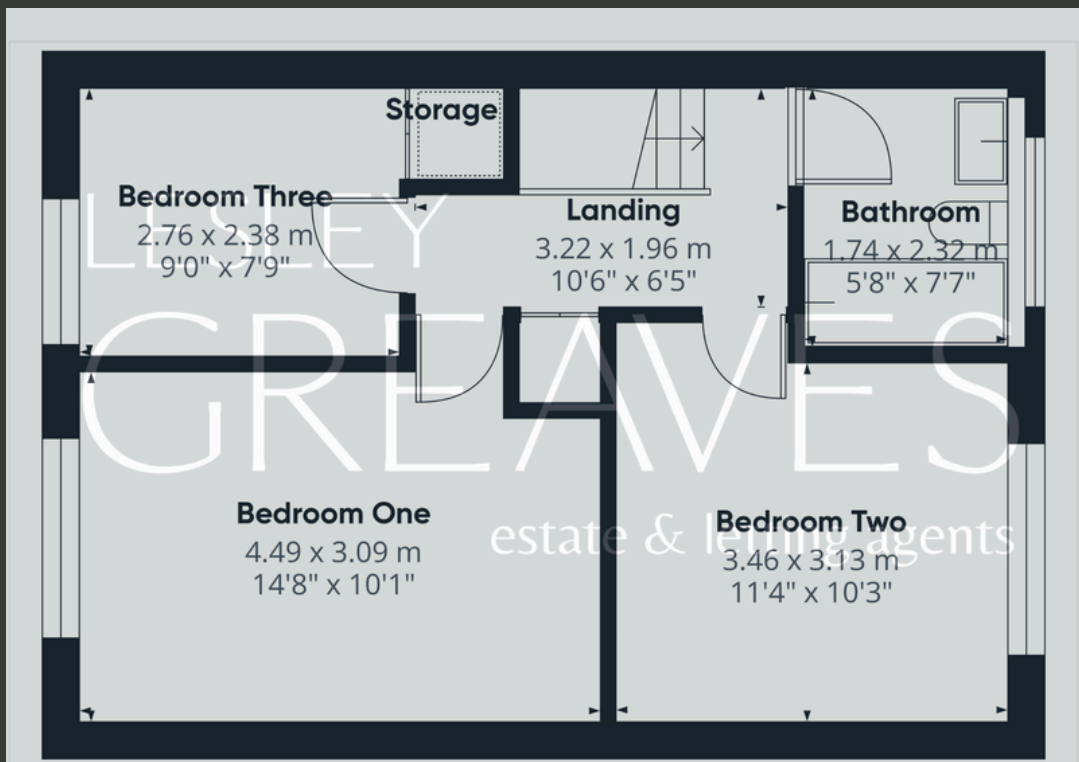 Storage
Bedroom Three
2.76 x 2.38 m
9'0" x 7'9"
Landing
3.22 x 1.96 m
10'6" x 6'5"
Bathroom
1.74 x 2.32 m
5'8" x 7'7"
LESLEY
GREAVES
estate & letting agents
Bedroom One
4.49 x 3.09 m
14'8" x 10'1"
Bedroom Two
3.46 x 3.13 m
11'4" x 10'3"